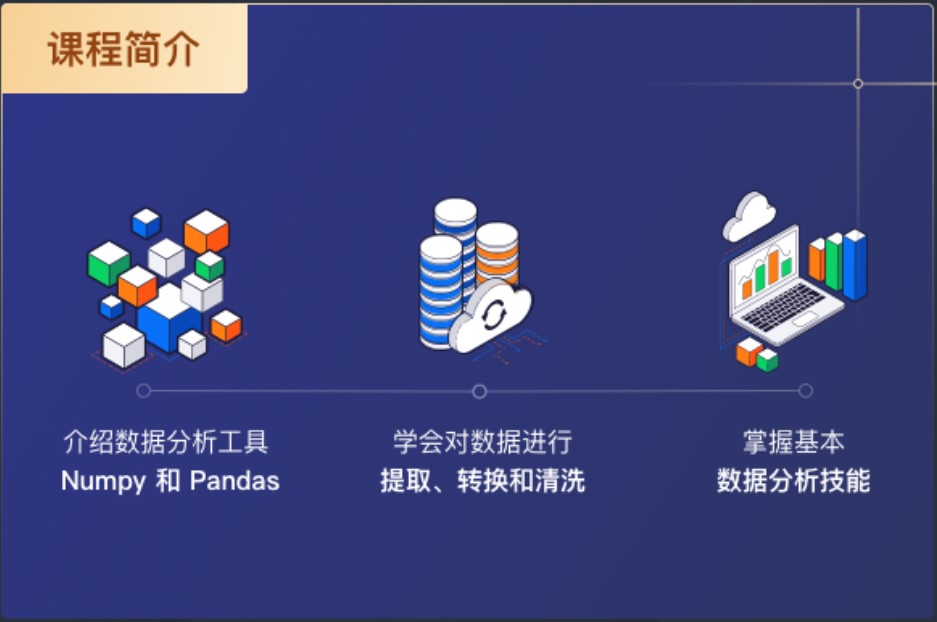 课程简介
介绍数据分析工具
Numpy 和 Pandas
学会对数据进行
提取、转换和清洗
掌握基本
数据分析技能